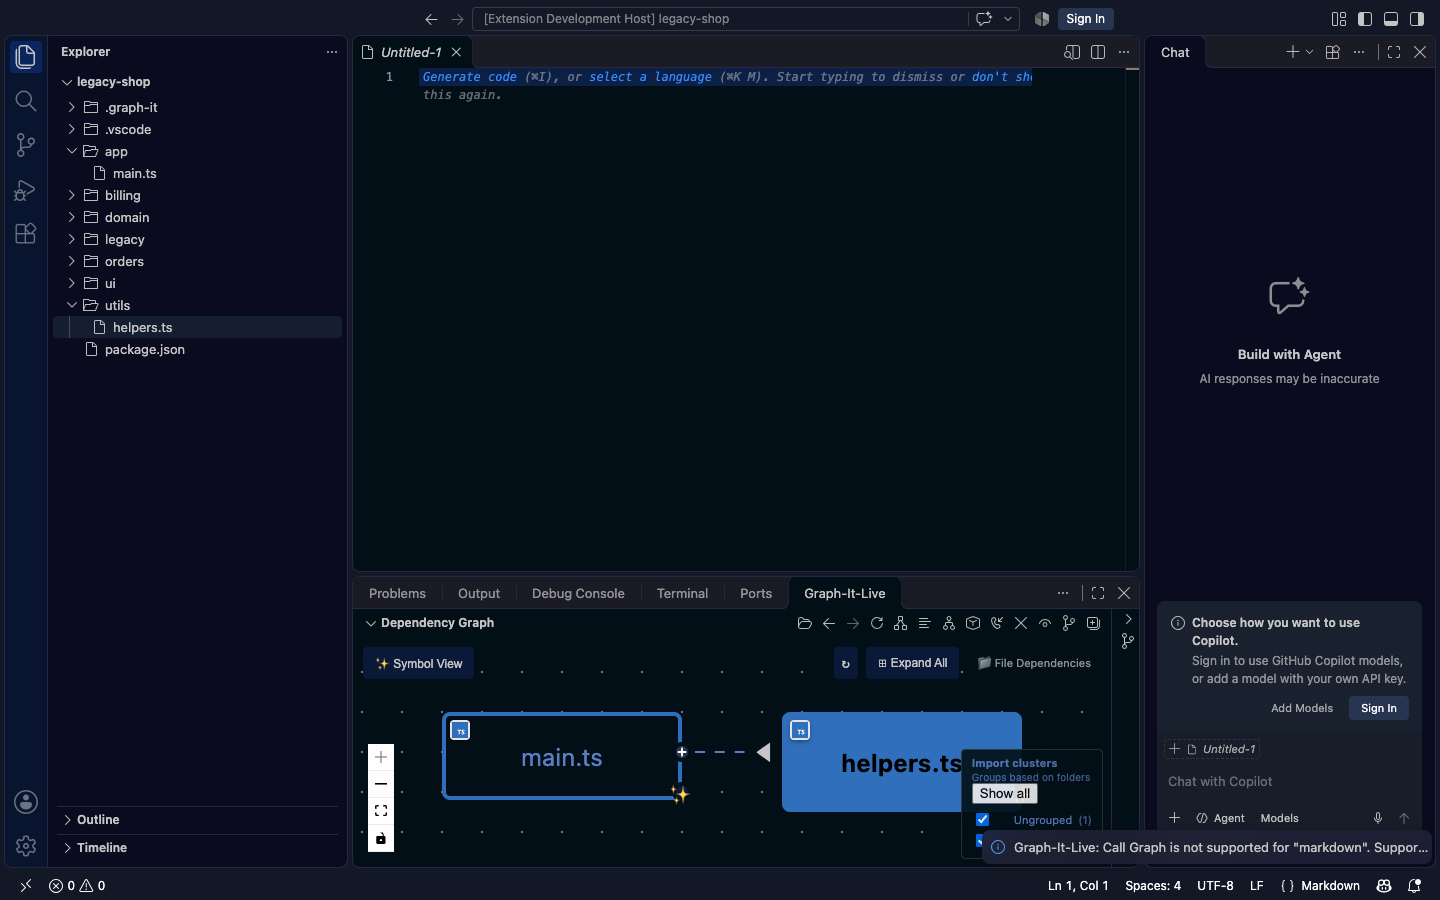 [Extension Development Host] legacy-shop
Sign In
Explorer
legacy-shop
.graph-it
.vscode
app
main.ts
billing
domain
legacy
orders
ui
utils
helpers.ts
package.json
Outline
Timeline
Untitled-1
1
Generate code (⌘I), or select a language (⌘K M). Start typing to dismiss or don't sh
this again.
Problems
Output
Debug Console
Terminal
Ports
Graph-It-Live
Dependency Graph
✨ Symbol View
↻
⊞ Expand All
File Dependencies
TS
main.ts
TS
helpers.ts
Import clusters
Groups based on folders
Show all
Ungrouped (1)
Chat
Build with Agent
AI responses may be inaccurate
Choose how you want to use
Copilot.
Sign in to use GitHub Copilot models,
or add a model with your own API key.
Add Models
Sign In
Untitled-1
Chat with Copilot
Agent
Models
Graph-It-Live: Call Graph is not supported for "markdown". Suppor...
0
0
Ln 1, Col 1
Spaces: 4
UTF-8
LF
{ } Markdown